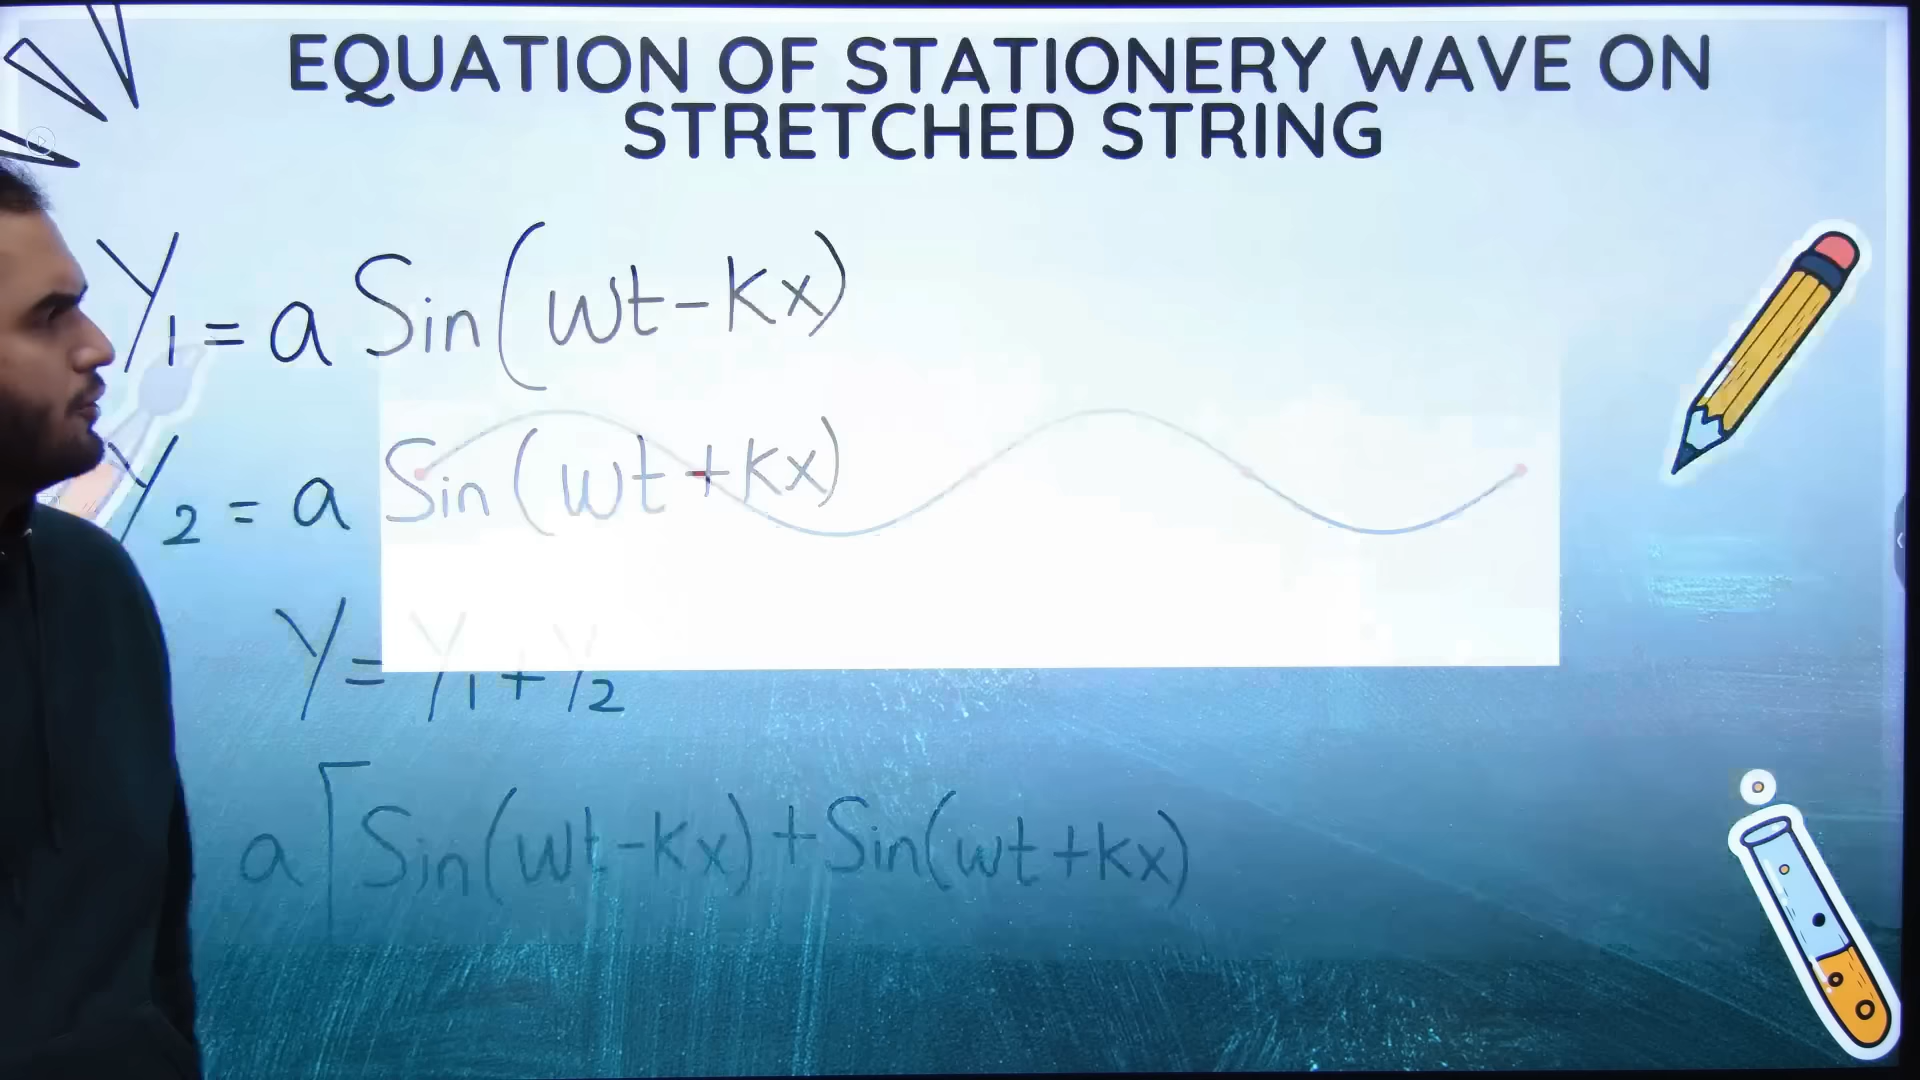 EQUATION OF STATIONERY WAVE ON
STRETCHED STRING
Y₁ = a Sin(wt-Kx)
Y₂ = a Sin(wt+Kx)
Y = Y₁+Y₂
a[Sin(wt-Kx)+Sin(wt+Kx)